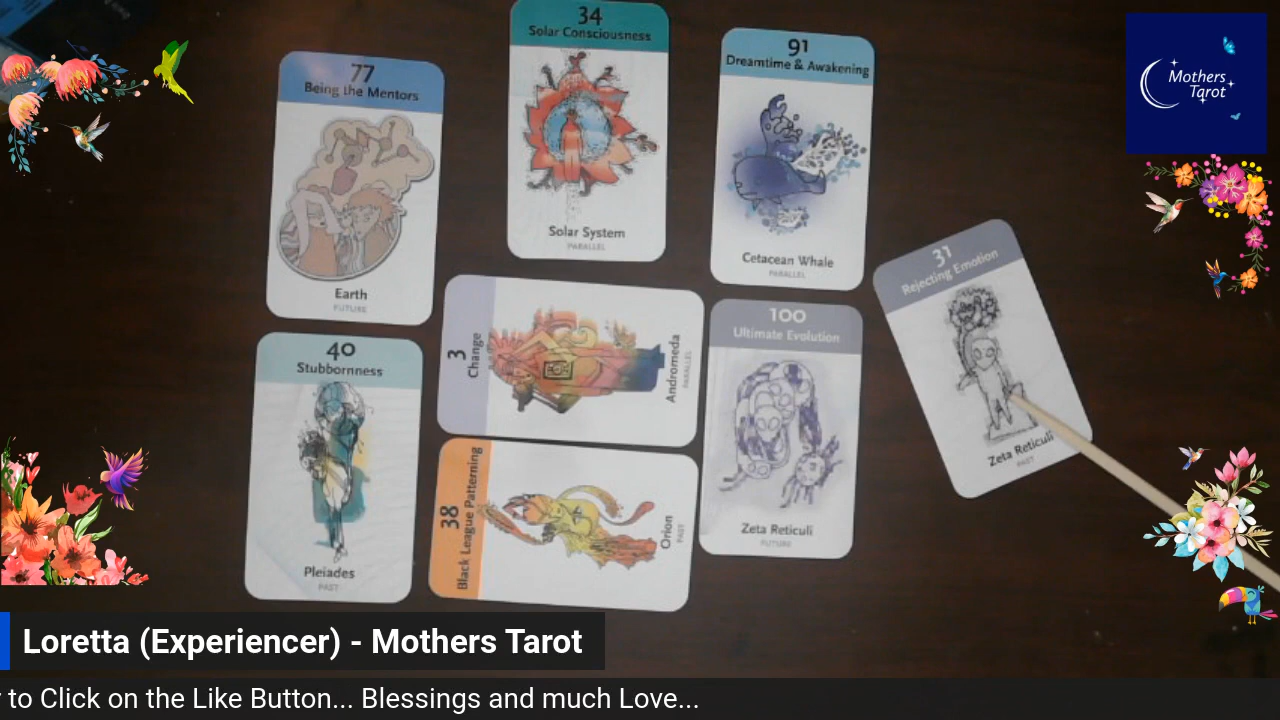 34
Solar Consciousness
Solar System
PARALLEL
91
Dreamtime & Awakening
Cetacean Whale
PARALLEL
77
Being the Mentors
Earth
FUTURE
Mothers
Tarot
31
Rejecting Emotion
Zeta Reticuli
PAST
40
Stubbornness
Pleiades
PAST
3
Change
Andromeda
PARALLEL
100
Ultimate Evolution
Zeta Reticuli
FUTURE
38
Black League Patterning
Orion
PAST
Loretta (Experiencer) - Mothers Tarot
to Click on the Like Button... Blessings and much Love...